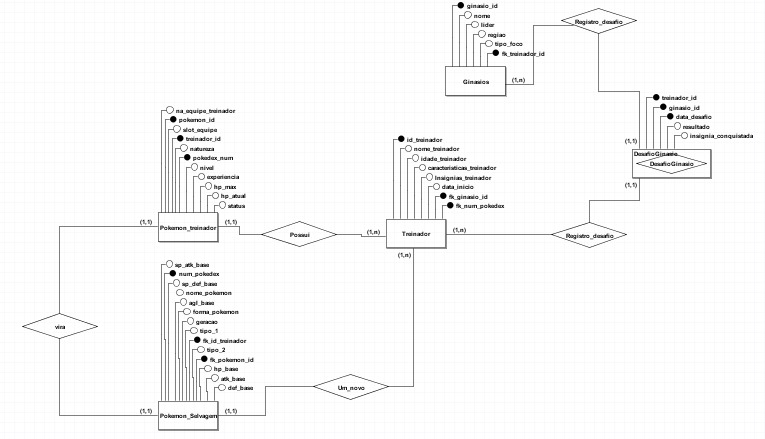 ginasio_id
nome
lider
regiao
tipo_foco
fk_treinador_id
Ginasios
(1,n)
Registro_desafio
treinador_id
ginasio_id
data_desafio
resultado
insignia_conquistada
(1,1)
DesafioGinasio
DesafioGinasio
(1,1)
na_equipe_treinador
pokemon_id
slot_equipe
treinador_id
natureza
pokedex_num
nivel
experiencia
hp_max
hp_atual
status
(1,1)
Pokemon_treinador
(1,1)
Possui
id_treinador
nome_treinador
idade_treinador
caracteristicas_treinador
Insignias_treinador
data_inicio
fk_ginasio_id
fk_num_pokedex
(1,n)
Treinador
(1,n)
(1,n)
Registro_desafio
sp_atk_base
num_pokedex
sp_def_base
nome_pokemon
agl_base
forma_pokemon
geracao
tipo_1
fk_id_treinador
tipo_2
fk_pokemon_id
hp_base
atk_base
def_base
vira
(1,1)
Pokemon_Selvagem
(1,1)
Um_novo